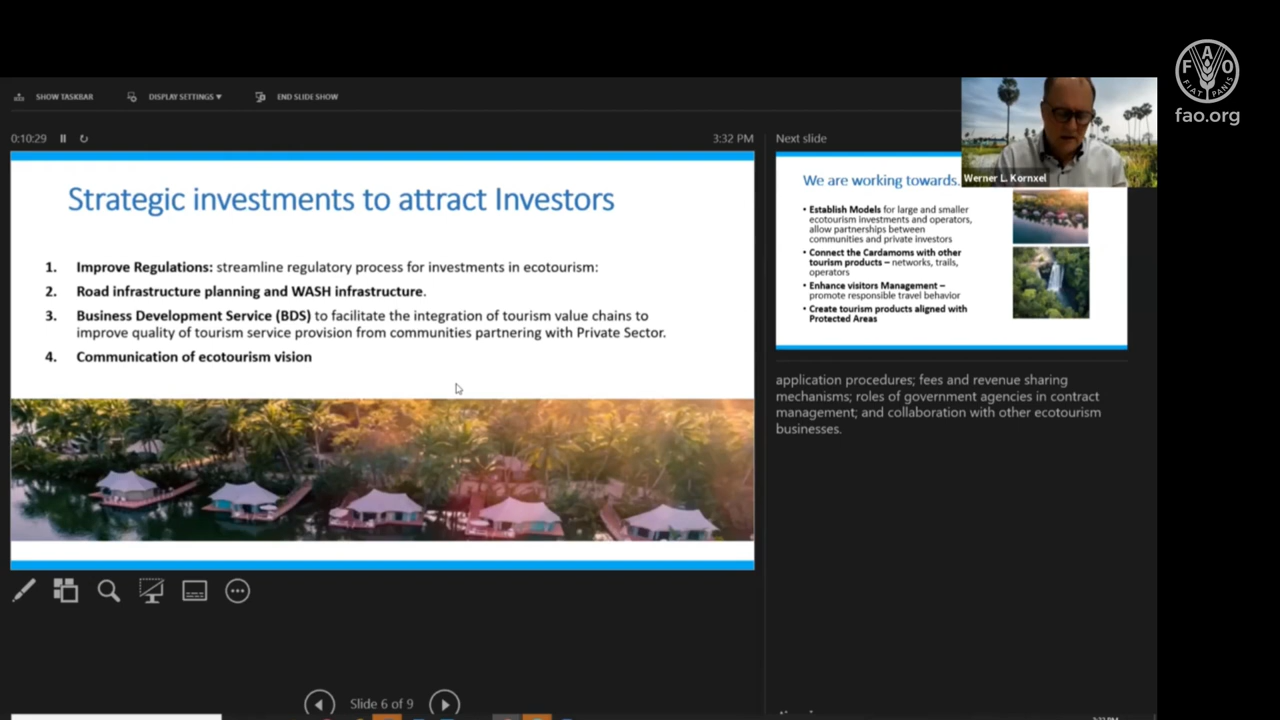 FAO
FIAT PANIS
fao.org
SHOW TASKBAR
DISPLAY SETTINGS ▾
END SLIDE SHOW
0:10:29
3:32 PM
Next slide
Werner L. Kornxel
Strategic investments to attract Investors
1. Improve Regulations: streamline regulatory process for investments in ecotourism:
2. Road infrastructure planning and WASH infrastructure.
3. Business Development Service (BDS) to facilitate the integration of tourism value chains to
improve quality of tourism service provision from communities partnering with Private Sector.
4. Communication of ecotourism vision
We are working towards.
• Establish Models for large and smaller
ecotourism investments and operators,
allow partnerships between
communities and private investors
• Connect the Cardamoms with other
tourism products – networks, trails,
operators
• Enhance visitors Management –
promote responsible travel behavior
• Create tourism products aligned with
Protected Areas
application procedures; fees and revenue sharing
mechanisms; roles of government agencies in contract
management; and collaboration with other ecotourism
businesses.
Slide 6 of 9